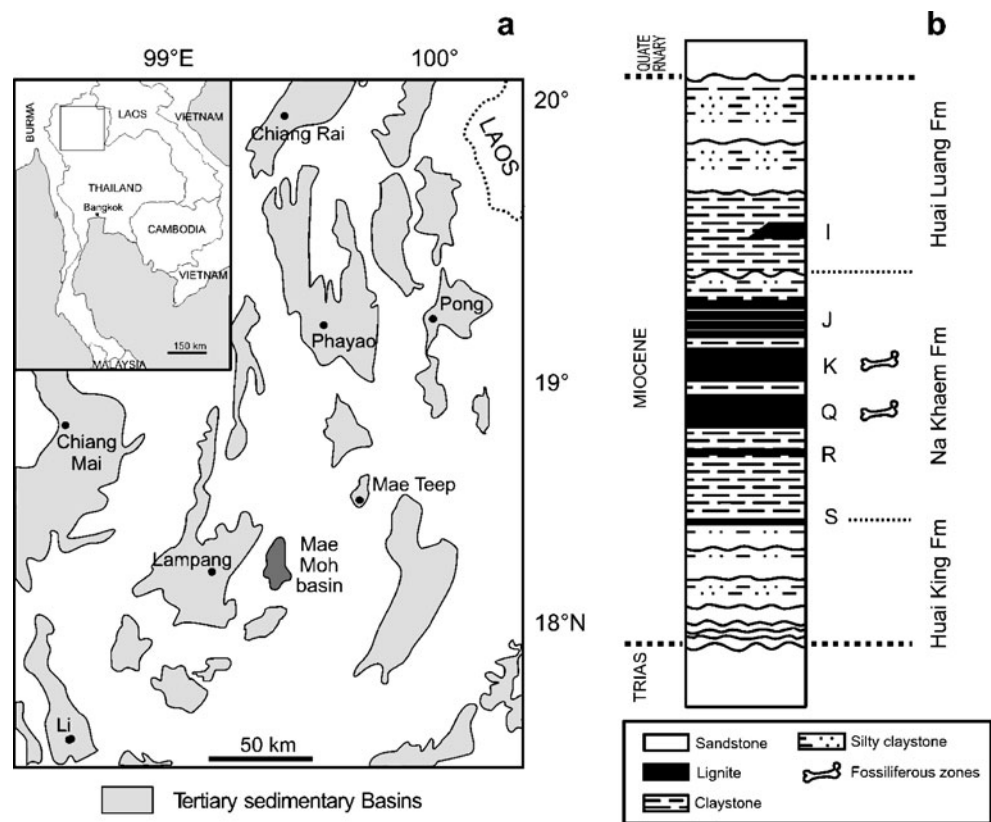 a
99°E
100°
BURMA
LAOS
VIETNAM
THAILAND
Bangkok
CAMBODIA
VIETNAM
150 km
MALAYSIA
Chiang Rai
LAOS
20°
Pong
Phayao
19°
Chiang
Mai
Mae Teep
Lampang
Mae
Moh
basin
18°N
Li
50 km
Tertiary sedimentary Basins
b
QUATE
RNARY
MIOCENE
TRIAS
I
J
K
Q
R
S
Huai Luang Fm
Na Khaem Fm
Huai King Fm
Sandstone
Silty claystone
Lignite
Fossiliferous zones
Claystone